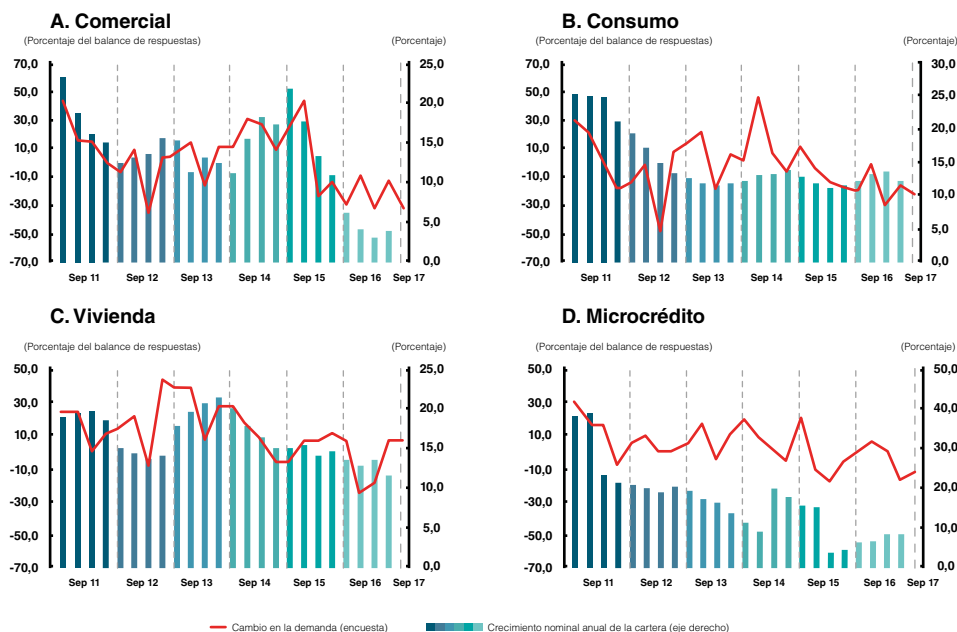 A. Comercial
(Porcentaje del balance de respuestas) (Porcentaje)
70,0 25,0
50,0 20,0
30,0
10,0 15,0
-10,0 10,0
-30,0
-50,0 5,0
-70,0 0,0
Sep 11 Sep 12 Sep 13 Sep 14 Sep 15 Sep 16 Sep 17
B. Consumo
(Porcentaje del balance de respuestas) (Porcentaje)
70,0 30,0
50,0 25,0
30,0 20,0
10,0 15,0
-10,0
-30,0 10,0
-50,0 5,0
-70,0 0,0
Sep 11 Sep 12 Sep 13 Sep 14 Sep 15 Sep 16 Sep 17
C. Vivienda
(Porcentaje del balance de respuestas) (Porcentaje)
50,0 25,0
30,0 20,0
10,0 15,0
-10,0
-30,0 10,0
-50,0 5,0
-70,0 0,0
Sep 11 Sep 12 Sep 13 Sep 14 Sep 15 Sep 16 Sep 17
D. Microcrédito
(Porcentaje del balance de respuestas) (Porcentaje)
50,0 50,0
30,0 40,0
10,0 30,0
-10,0
-30,0 20,0
-50,0 10,0
-70,0 0,0
Sep 11 Sep 12 Sep 13 Sep 14 Sep 15 Sep 16 Sep 17
Cambio en la demanda (encuesta) Crecimiento nominal anual de la cartera (eje derecho)